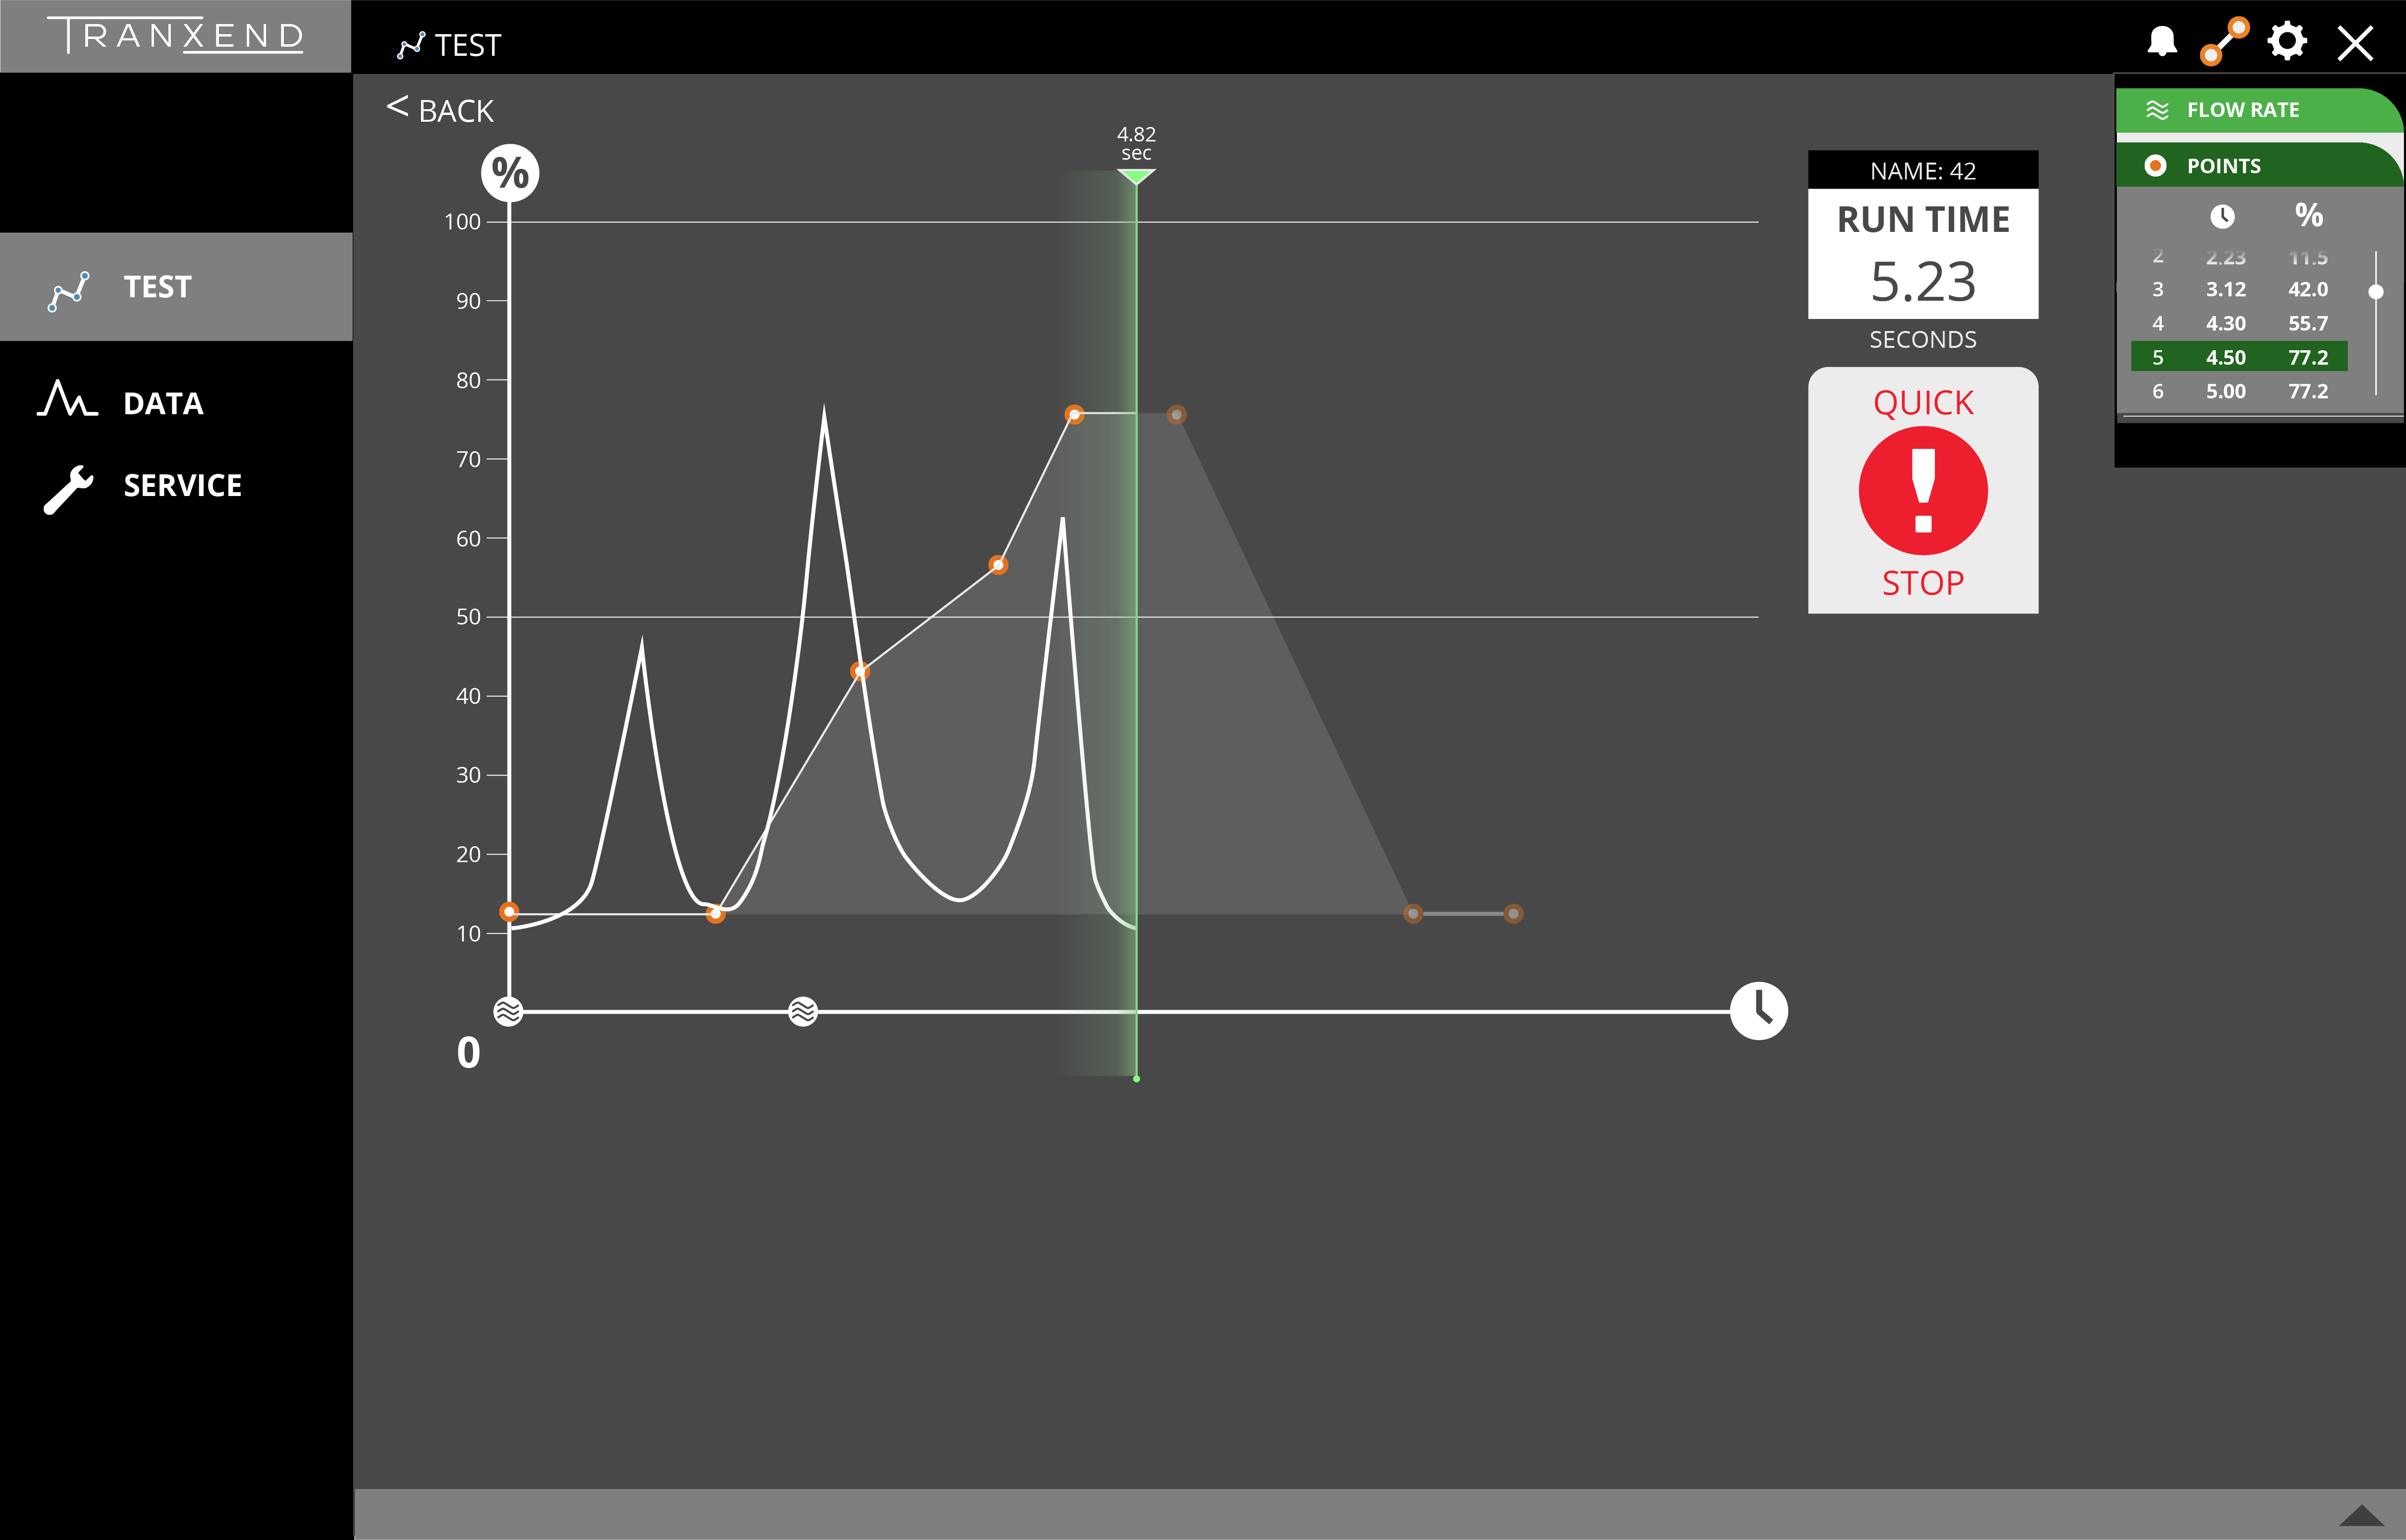 TRANXEND
TEST
< BACK
TEST
DATA
SERVICE
4.82
sec
%
100
90
80
70
60
50
40
30
20
10
0
NAME: 42
RUN TIME
5.23
SECONDS
QUICK
!
STOP
FLOW RATE
POINTS
%
2 2.23 11.5
3 3.12 42.0
4 4.30 55.7
5 4.50 77.2
6 5.00 77.2